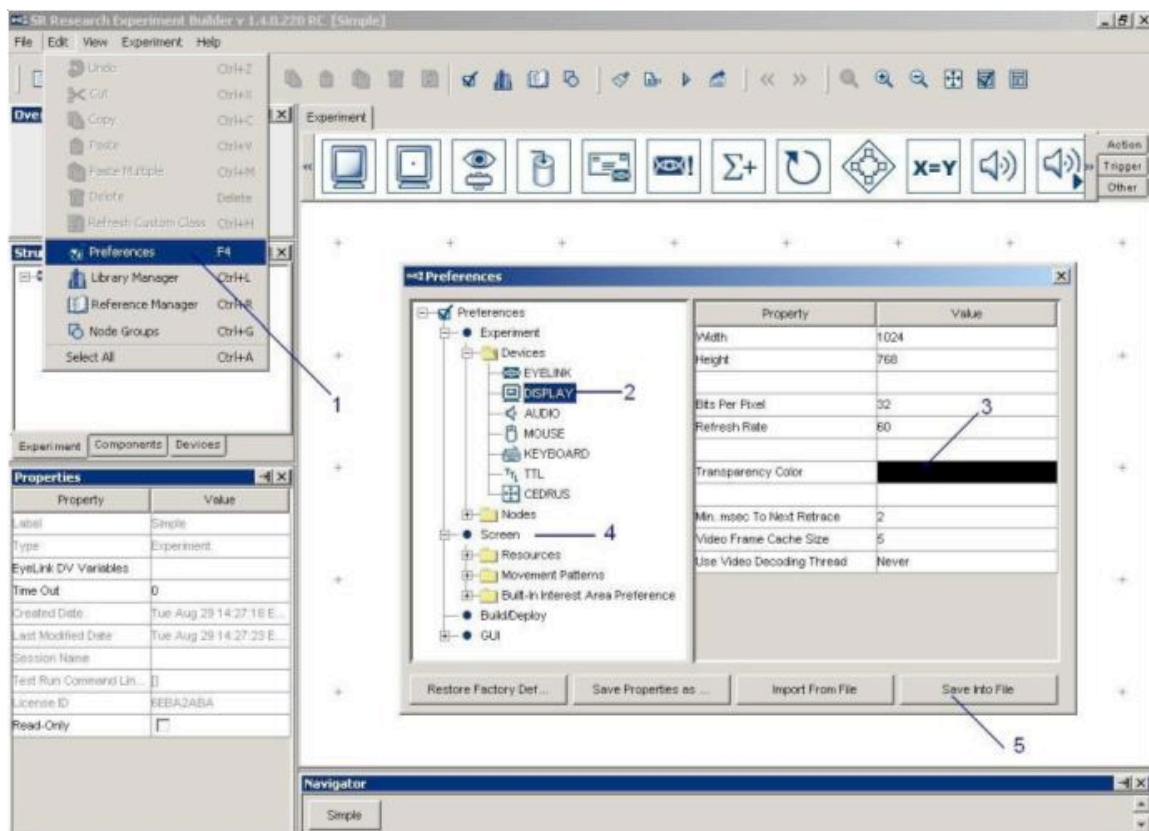 SR Research Experiment Builder v 1.4.0.220 RC [Simple]
File Edit View Experiment Help
Undo Ctrl+Z
Cut Ctrl+X
Copy Ctrl+C
Paste Ctrl+V
Paste Multiple Ctrl+M
Delete Delete
Refresh Custom Class Ctrl+H
Preferences F4
Library Manager Ctrl+L
Reference Manager Ctrl+R
Node Groups Ctrl+G
Select All Ctrl+A
1
Over
Stru
Experiment
X=Y
Action
Trigger
Other
Experiment Components Devices
Properties
Property Value
Label Simple
Type Experiment
EyeLink DV Variables
Time Out 0
Created Date Tue Aug 29 14:27:18 E...
Last Modified Date Tue Aug 29 14:27:23 E...
Session Name
Test Run Command Lin... []
License ID 6EBA2ABA
Read-Only
Preferences
Preferences
Experiment
Devices
EYELINK
DISPLAY 2
AUDIO
MOUSE
KEYBOARD
TTL
CEDRUS
Nodes
Screen 4
Resources
Movement Patterns
Built-in Interest Area Preference
Build/Deploy
GUI
Property Value
Width 1024
Height 768
Bits Per Pixel 32
3
Refresh Rate 60
Transparency Color
Min. msec To Next Retrace 2
Video Frame Cache Size 5
Use Video Decoding Thread Never
Restore Factory Def... Save Properties as ... Import From File Save Into File
5
Navigator
Simple